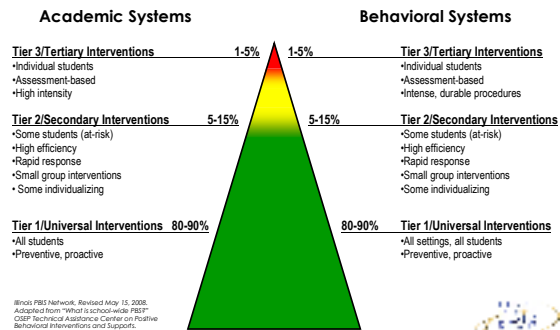 Academic Systems
Behavioral Systems
Tier 3/Tertiary Interventions 1-5%
•Individual students
•Assessment-based
•High intensity
1-5% Tier 3/Tertiary Interventions
•Individual students
•Assessment-based
•Intense, durable procedures
Tier 2/Secondary Interventions 5-15%
•Some students (at-risk)
•High efficiency
•Rapid response
•Small group interventions
• Some individualizing
5-15% Tier 2/Secondary Interventions
•Some students (at-risk)
•High efficiency
•Rapid response
•Small group interventions
•Some individualizing
Tier 1/Universal Interventions 80-90%
•All students
•Preventive, proactive
80-90% Tier 1/Universal Interventions
•All settings, all students
•Preventive, proactive
Illinois PBIS Network, Revised May 15, 2008.
Adapted from "What is school-wide PBS?"
OSEP Technical Assistance Center on Positive
Behavioral Interventions and Supports.